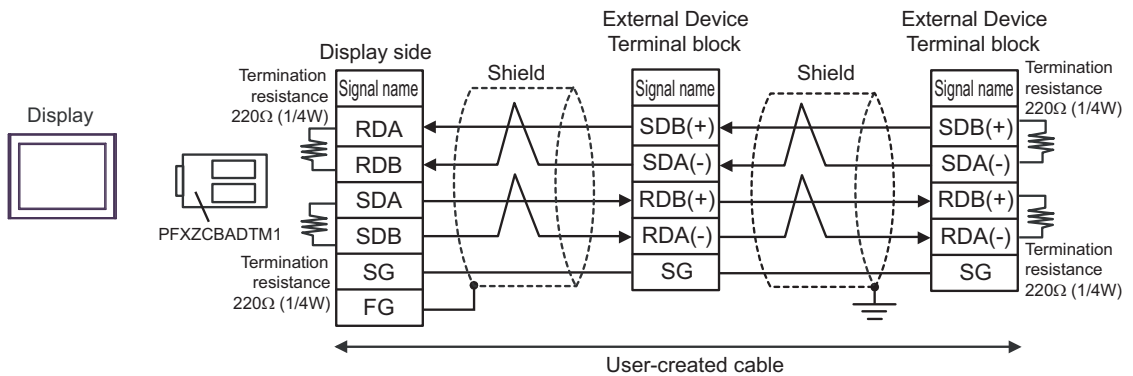 Display
PFXZCBADTM1
Display side
Termination
resistance
220Ω (1/4W)
Signal name
RDA
RDB
SDA
SDB
SG
FG
Termination
resistance
220Ω (1/4W)
Shield
External Device
Terminal block
Signal name
SDB(+)
SDA(-)
RDB(+)
RDA(-)
SG
Shield
External Device
Terminal block
Signal name
SDB(+)
SDA(-)
RDB(+)
RDA(-)
SG
Termination
resistance
220Ω (1/4W)
Termination
resistance
220Ω (1/4W)
User-created cable